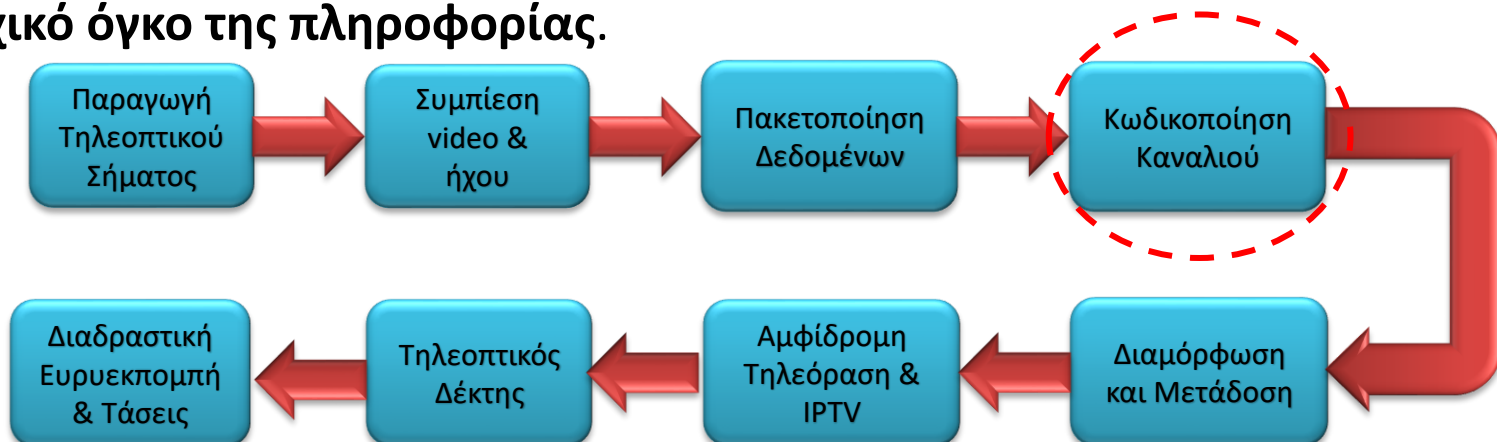 όγκο της πληροφορίας.
Παραγωγή
Τηλεοπτικού
Σήματος
Συμπίεση
video &
ήχου
Πακετοποίηση
Δεδομένων
Κωδικοποίηση
Καναλιού
Διαδραστική
Ευρυεκπομπή
& Τάσεις
Τηλεοπτικός
Δέκτης
Αμφίδρομη
Τηλεόραση &
IPTV
Διαμόρφωση
και Μετάδοση